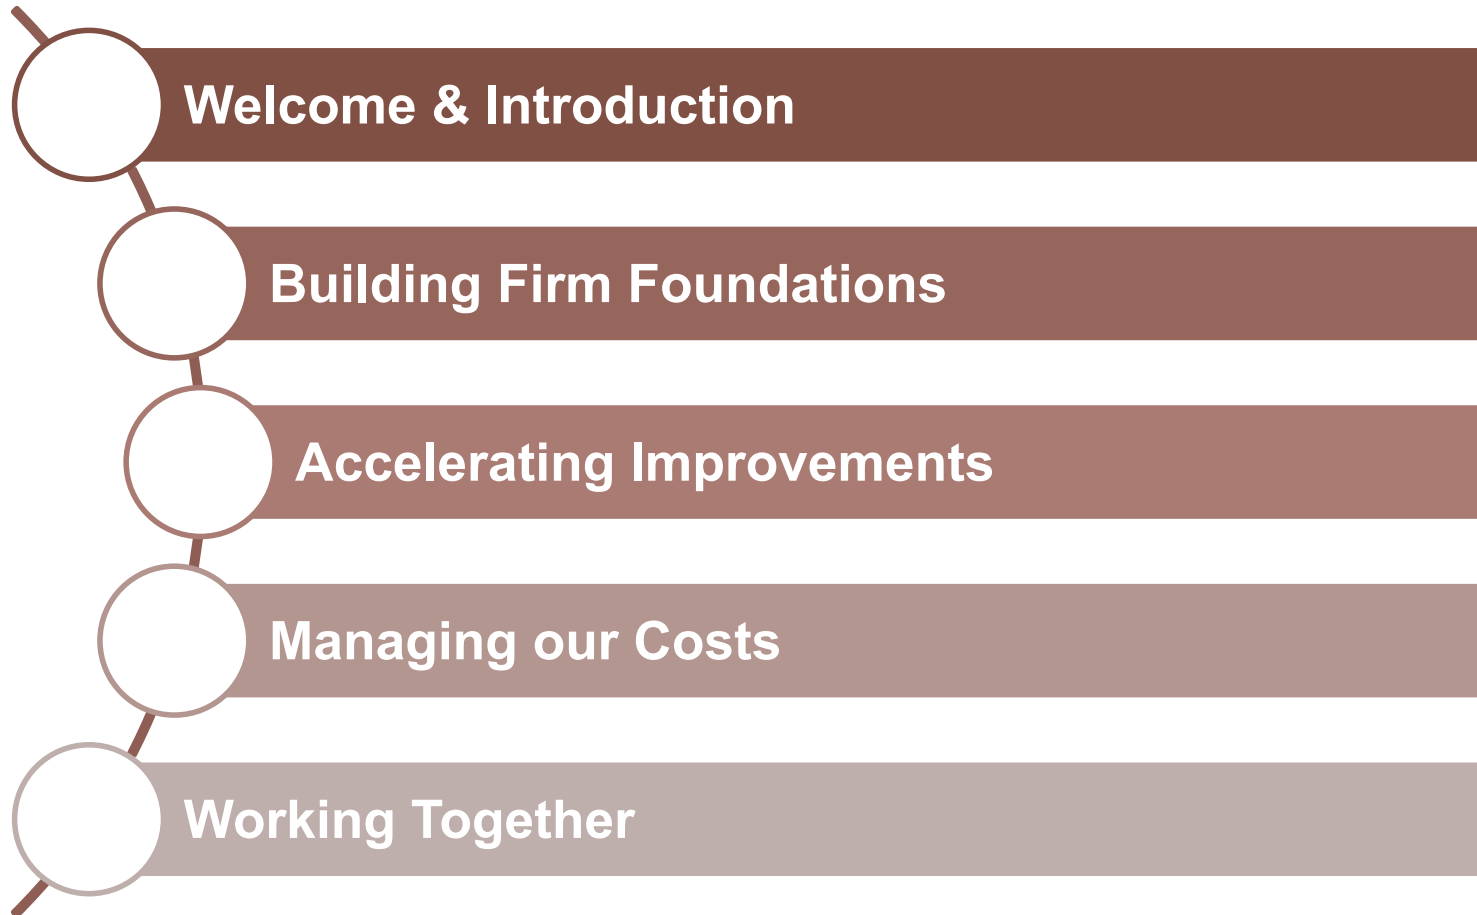 Welcome & Introduction
Building Firm Foundations
Accelerating Improvements
Managing our Costs
Working Together